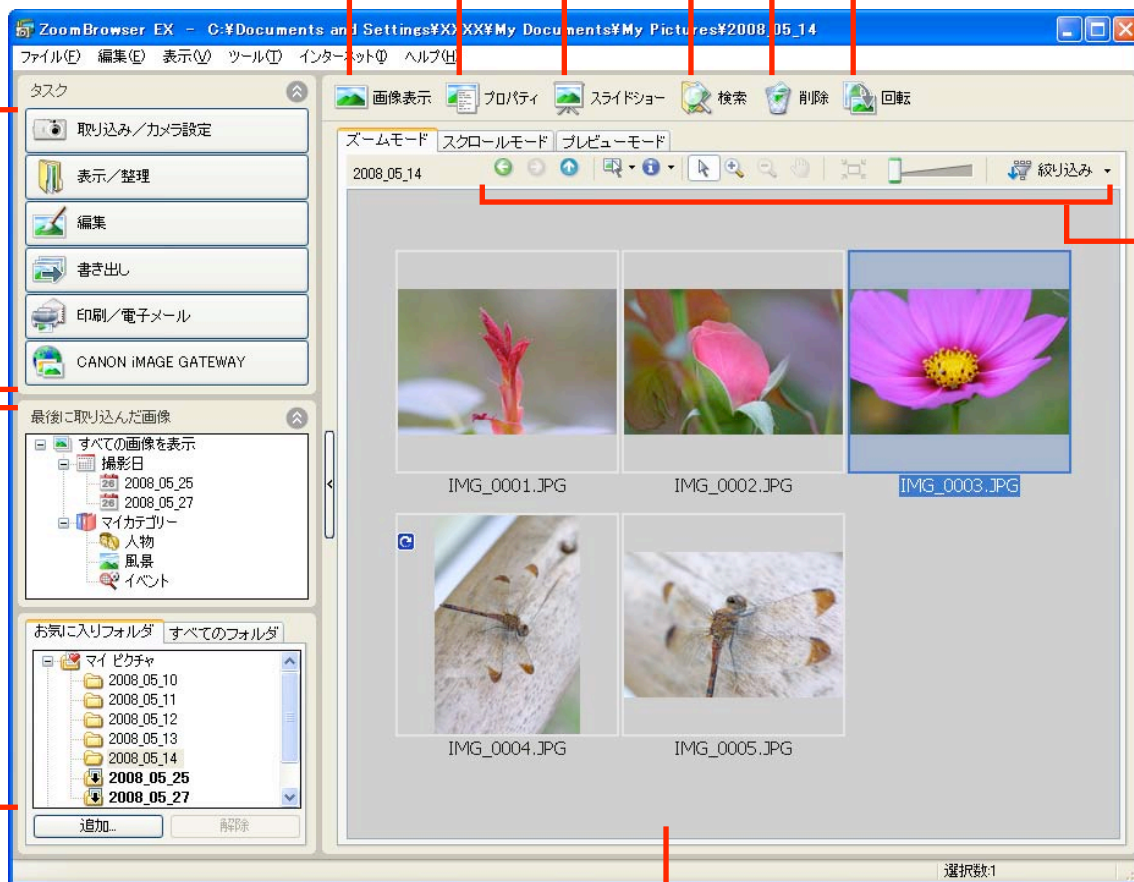 ZoomBrowser EX - C:¥Documents and Settings¥XXXXX¥My Documents¥My Pictures¥2008_05_14
ファイル(F) 編集(E) 表示(V) ツール(T) インターネット(I) ヘルプ(H)
タスク
取り込み／カメラ設定
表示／整理
編集
書き出し
印刷／電子メール
CANON iMAGE GATEWAY
最後に取り込んだ画像
すべての画像を表示
撮影日
2008_05_25
2008_05_27
マイカテゴリー
人物
風景
イベント
お気に入りフォルダ すべてのフォルダ
マイ ピクチャ
2008_05_10
2008_05_11
2008_05_12
2008_05_13
2008_05_14
2008_05_25
2008_05_27
追加... 解除
画像表示 プロパティ スライドショー 検索 削除 回転
ズームモード スクロールモード プレビューモード
2008_05_14 絞り込み
IMG_0001.JPG IMG_0002.JPG IMG_0003.JPG
IMG_0004.JPG IMG_0005.JPG
選択数:1